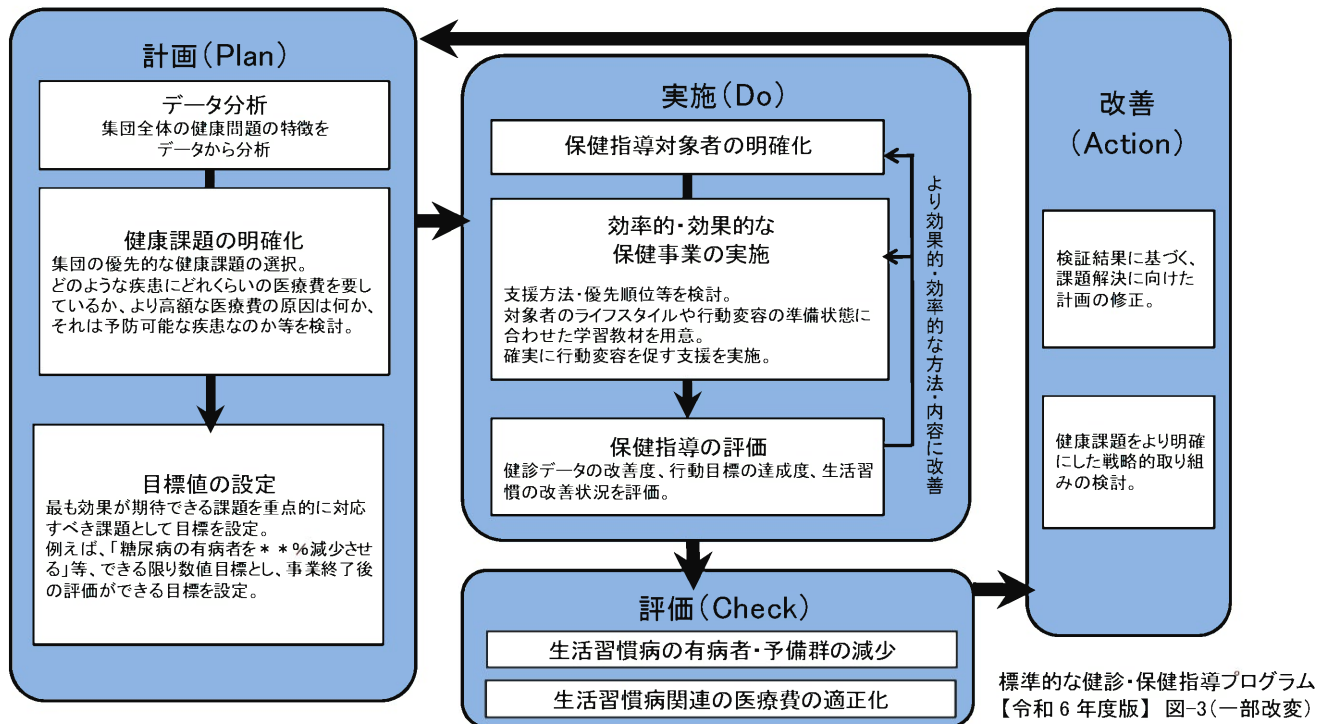 計画(Plan)
データ分析
集団全体の健康問題の特徴を
データから分析
健康課題の明確化
集団の優先的な健康課題の選択。
どのような疾患にどれくらいの医療費を要し
ているか、より高額な医療費の原因は何か、
それは予防可能な疾患なのか等を検討。
目標値の設定
最も効果が期待できる課題を重点的に対応
すべき課題として目標を設定。
例えば、「糖尿病の有病者を**%減少させ
る」等、できる限り数値目標とし、事業終了後
の評価ができる目標を設定。
実施(Do)
保健指導対象者の明確化
効率的・効果的な
保健事業の実施
支援方法・優先順位等を検討。
対象者のライフスタイルや行動変容の準備状態に
合わせた学習教材を用意。
確実に行動変容を促す支援を実施。
保健指導の評価
健診データの改善度、行動目標の達成度、生活習
慣の改善状況を評価。
より効果的・効率的な方法・内容に改善
評価(Check)
生活習慣病の有病者・予備群の減少
生活習慣病関連の医療費の適正化
改善
(Action)
検証結果に基づく、
課題解決に向けた
計画の修正。
健康課題をより明確
にした戦略的取り組
みの検討。
標準的な健診・保健指導プログラム
【令和6年度版】 図-3(一部改変)